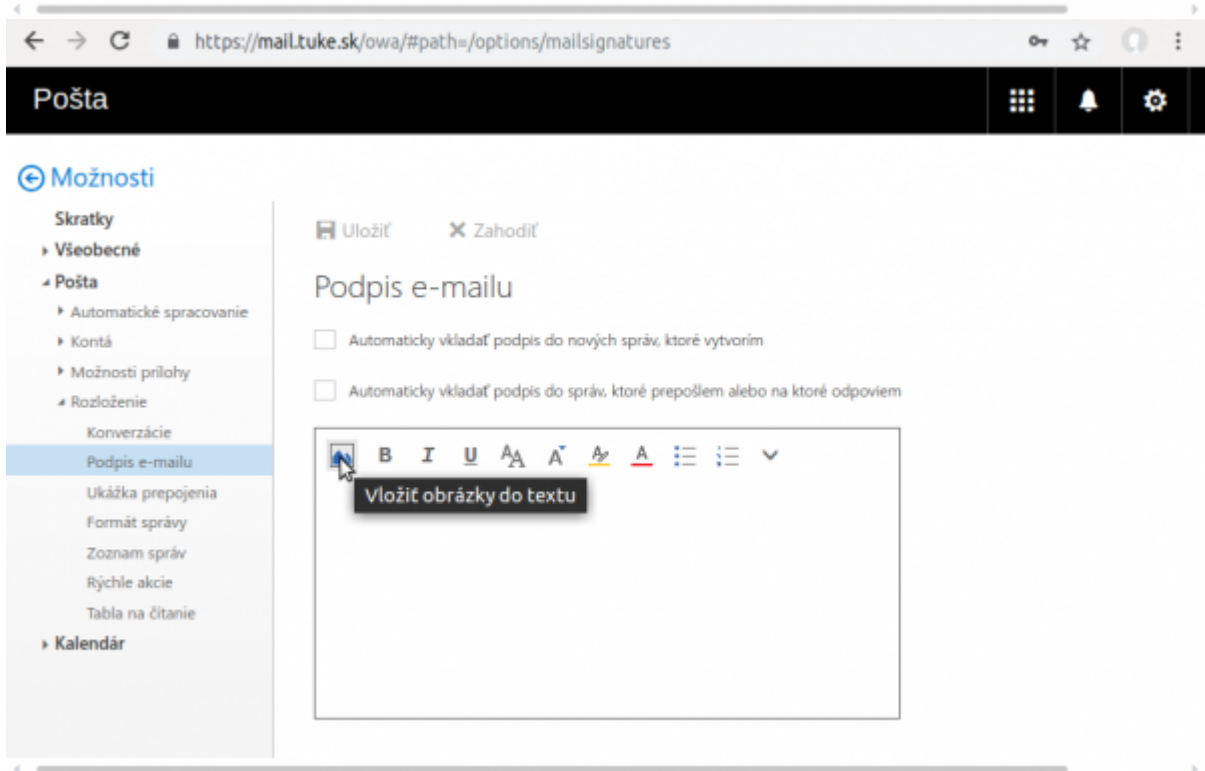 https://mail.tuke.sk/owa/#path=/options/mailsignatures
Pošta
Možnosti
Skratky
Všeobecné
Pošta
Automatické spracovanie
Kontá
Možnosti prílohy
Rozloženie
Konverzácie
Podpis e-mailu
Ukážka prepojenia
Formát správy
Zoznam správ
Rýchle akcie
Tabla na čítanie
Kalendár
Uložiť Zahodiť
Podpis e-mailu
Automaticky vkladať podpis do nových správ, ktoré vytvorím
Automaticky vkladať podpis do správ, ktoré prepošlem alebo na ktoré odpoviem
B I U AA A A A
Vložiť obrázky do textu